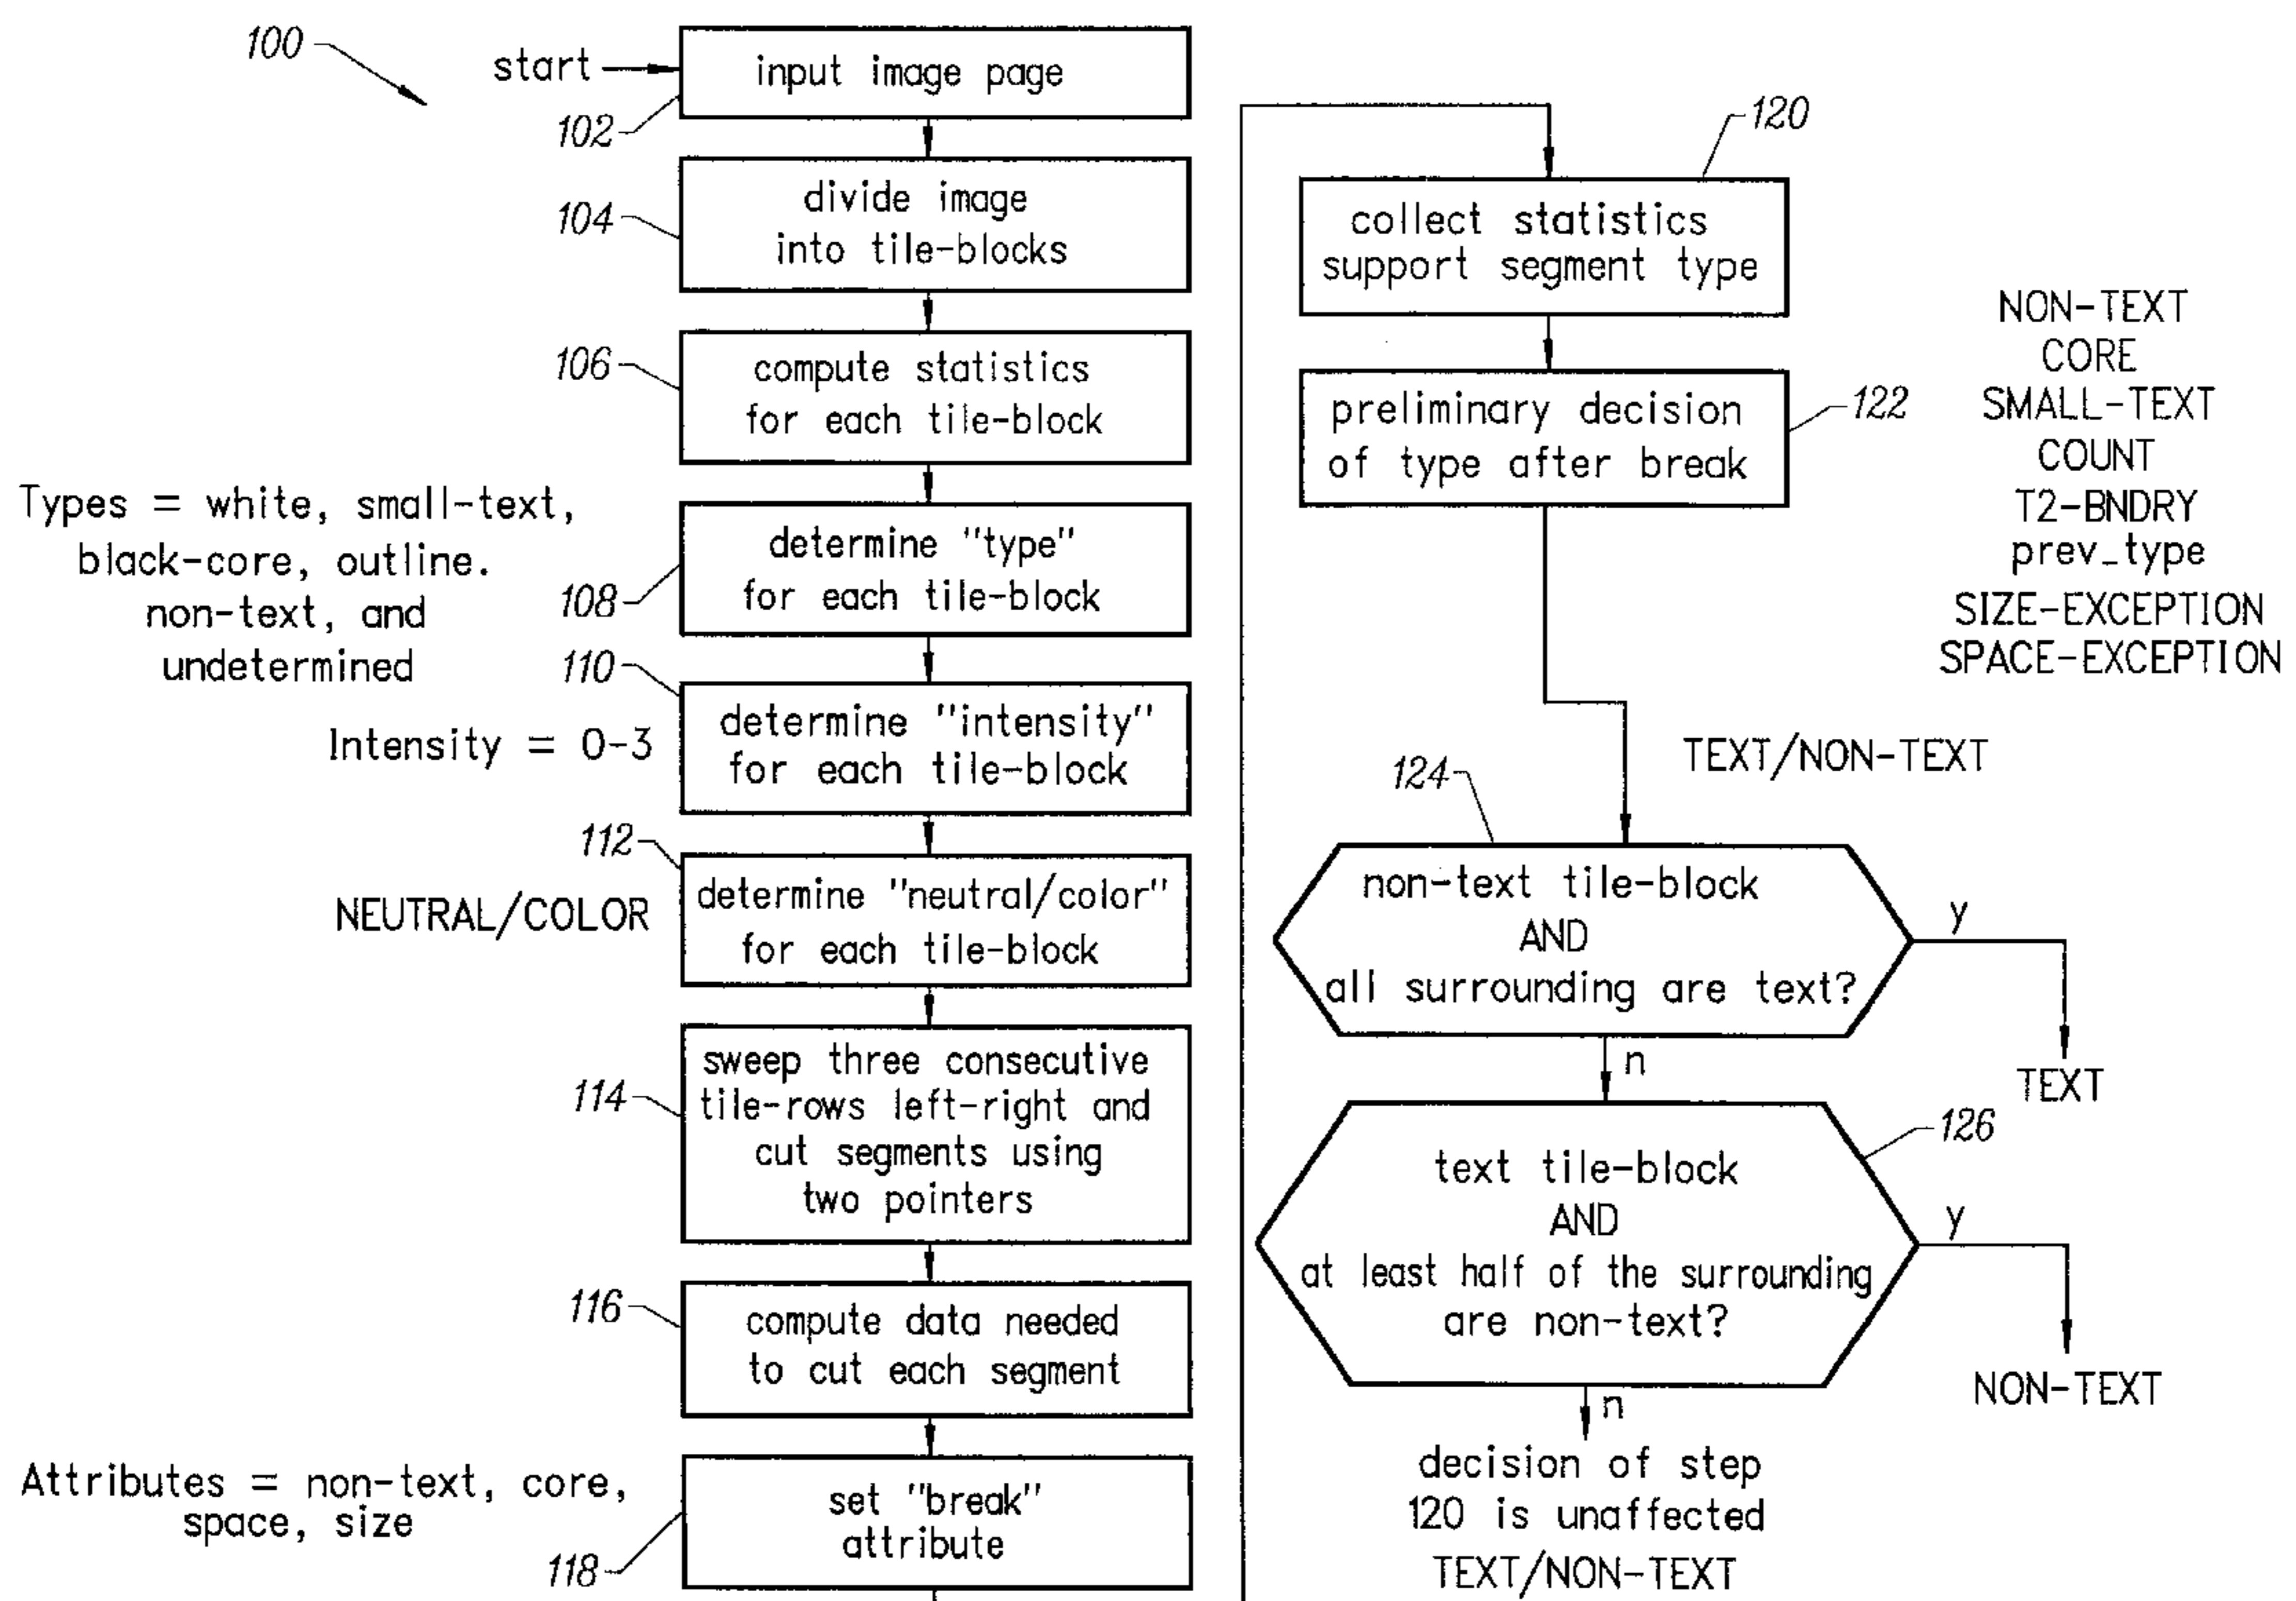 100
start
input image page
102
divide image
into tile-blocks
104
compute statistics
for each tile-block
106
Types = white, small-text,
black-core, outline.
non-text, and
undetermined
determine "type"
for each tile-block
108
110
Intensity = 0-3
determine "intensity"
for each tile-block
112
NEUTRAL/COLOR
determine "neutral/color"
for each tile-block
114
sweep three consecutive
tile-rows left-right and
cut segments using
two pointers
116
compute data needed
to cut each segment
Attributes = non-text, core,
space, size
set "break"
attribute
118
120
collect statistics
support segment type
preliminary decision
of type after break
122
NON-TEXT
CORE
SMALL-TEXT
COUNT
T2-BNDRY
prev_type
SIZE-EXCEPTION
SPACE-EXCEPTION
TEXT/NON-TEXT
124
non-text tile-block
AND
all surrounding are text?
y
TEXT
n
126
text tile-block
AND
at least half of the surrounding
are non-text?
y
NON-TEXT
n
decision of step
120 is unaffected
TEXT/NON-TEXT